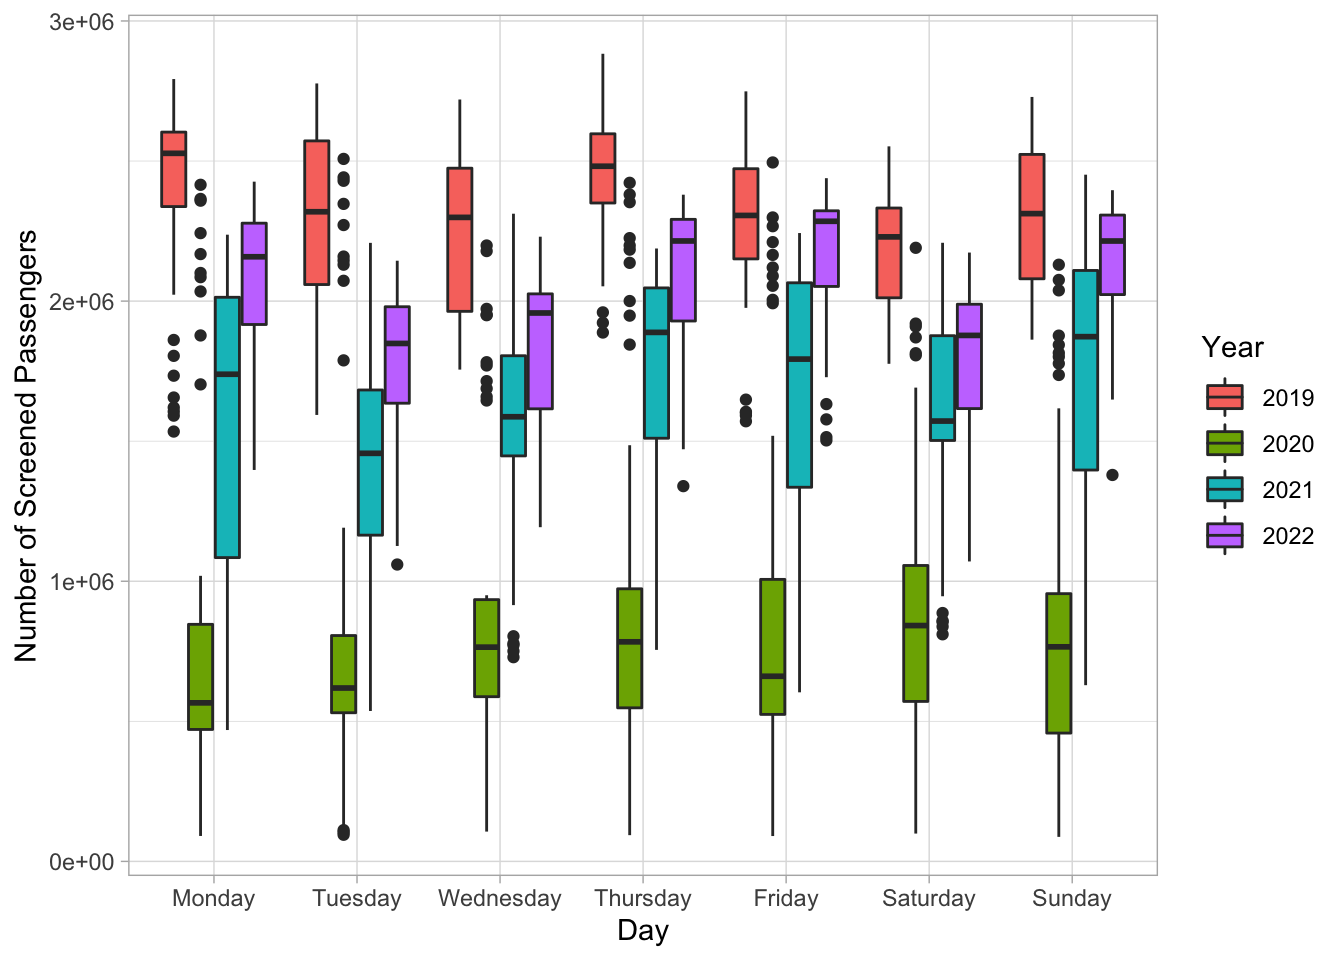 Number of Screened Passengers
3e+06
2e+06
1e+06
0e+00
Monday Tuesday Wednesday Thursday Friday Saturday Sunday
Day
Year
2019
2020
2021
2022